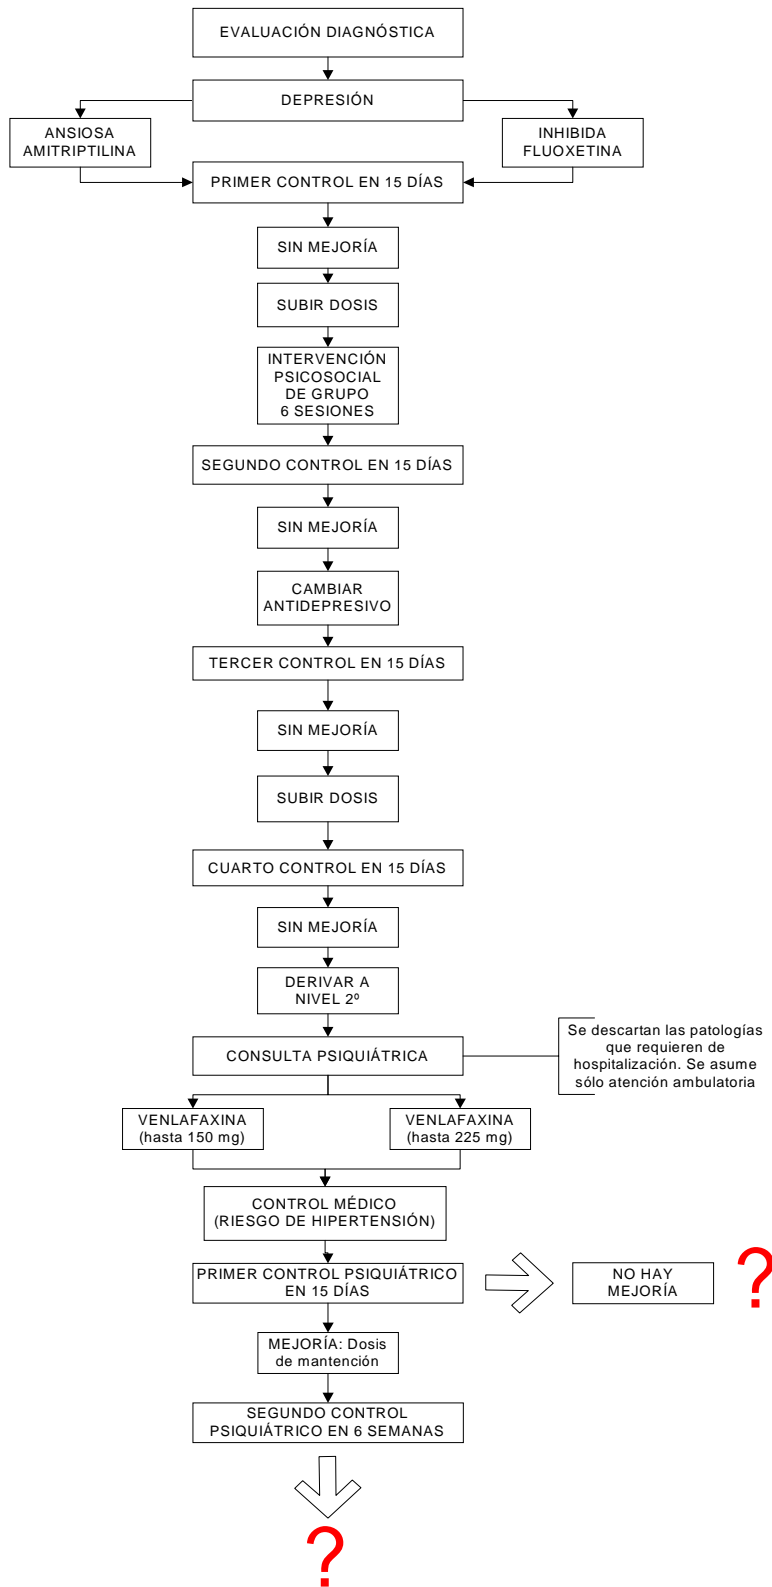 EVALUACIÓN DIAGNÓSTICA
DEPRESIÓN
ANSIOSA
AMITRIPTILINA
INHIBIDA
FLUOXETINA
PRIMER CONTROL EN 15 DÍAS
SIN MEJORÍA
SUBIR DOSIS
INTERVENCIÓN
PSICOSOCIAL
DE GRUPO
6 SESIONES
SEGUNDO CONTROL EN 15 DÍAS
SIN MEJORÍA
CAMBIAR
ANTIDEPRESIVO
TERCER CONTROL EN 15 DÍAS
SIN MEJORÍA
SUBIR DOSIS
CUARTO CONTROL EN 15 DÍAS
SIN MEJORÍA
DERIVAR A
NIVEL 2º
CONSULTA PSIQUIÁTRICA
Se descartan las patologías
que requieren de
hospitalización. Se asume
sólo atención ambulatoria
VENLAFAXINA
(hasta 150 mg)
VENLAFAXINA
(hasta 225 mg)
CONTROL MÉDICO
(RIESGO DE HIPERTENSIÓN)
PRIMER CONTROL PSIQUIÁTRICO
EN 15 DÍAS
NO HAY
MEJORÍA
?
MEJORÍA: Dosis
de mantención
SEGUNDO CONTROL
PSIQUIÁTRICO EN 6 SEMANAS
?